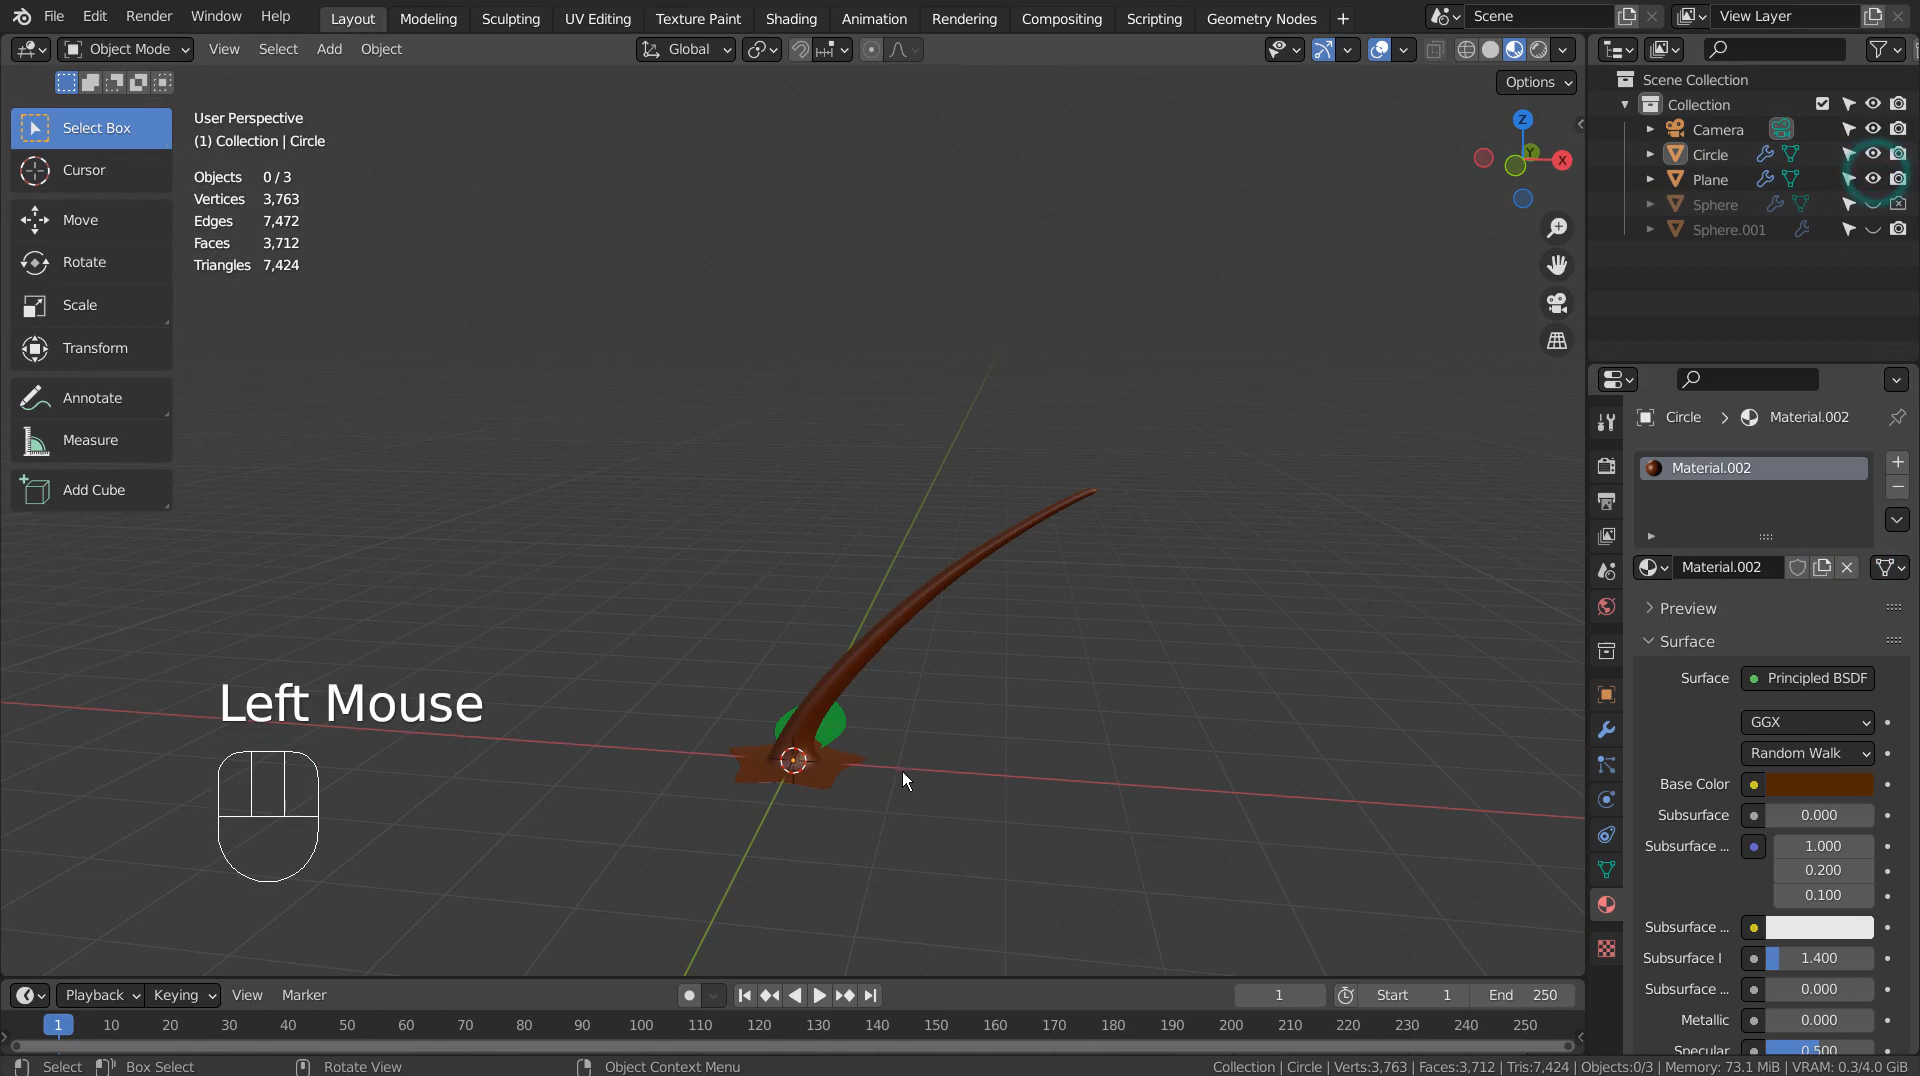 File Edit Render Window Help Layout Modeling Sculpting UV Editing Texture Paint Shading Animation Rendering Compositing Scripting Geometry Nodes + Scene View Layer
Object Mode View Select Add Object Global
Options
Scene Collection
Collection
Camera
Circle
Plane
Sphere
Sphere.001
Select Box
Cursor
Move
Rotate
Scale
Transform
Annotate
Measure
Add Cube
User Perspective
(1) Collection | Circle
Objects 0 / 3
Vertices 3,763
Edges 7,472
Faces 3,712
Triangles 7,424
Z
Y
X
Left Mouse
Circle > Material.002
Material.002
Material.002
Preview
Surface
Surface Principled BSDF
GGX
Random Walk
Base Color
Subsurface 0.000
Subsurface ... 1.000
0.200
0.100
Subsurface ...
Subsurface I 1.400
Subsurface ... 0.000
Metallic 0.000
Specular 0.500
Playback Keying View Marker 1 Start 1 End 250
1 10 20 30 40 50 60 70 80 90 100 110 120 130 140 150 160 170 180 190 200 210 220 230 240 250
Select Box Select Rotate View Object Context Menu Collection | Circle | Verts:3,763 | Faces:3,712 | Tris:7,424 | Objects:0/3 | Memory: 73.1 MiB | VRAM: 0.3/4.0 GiB